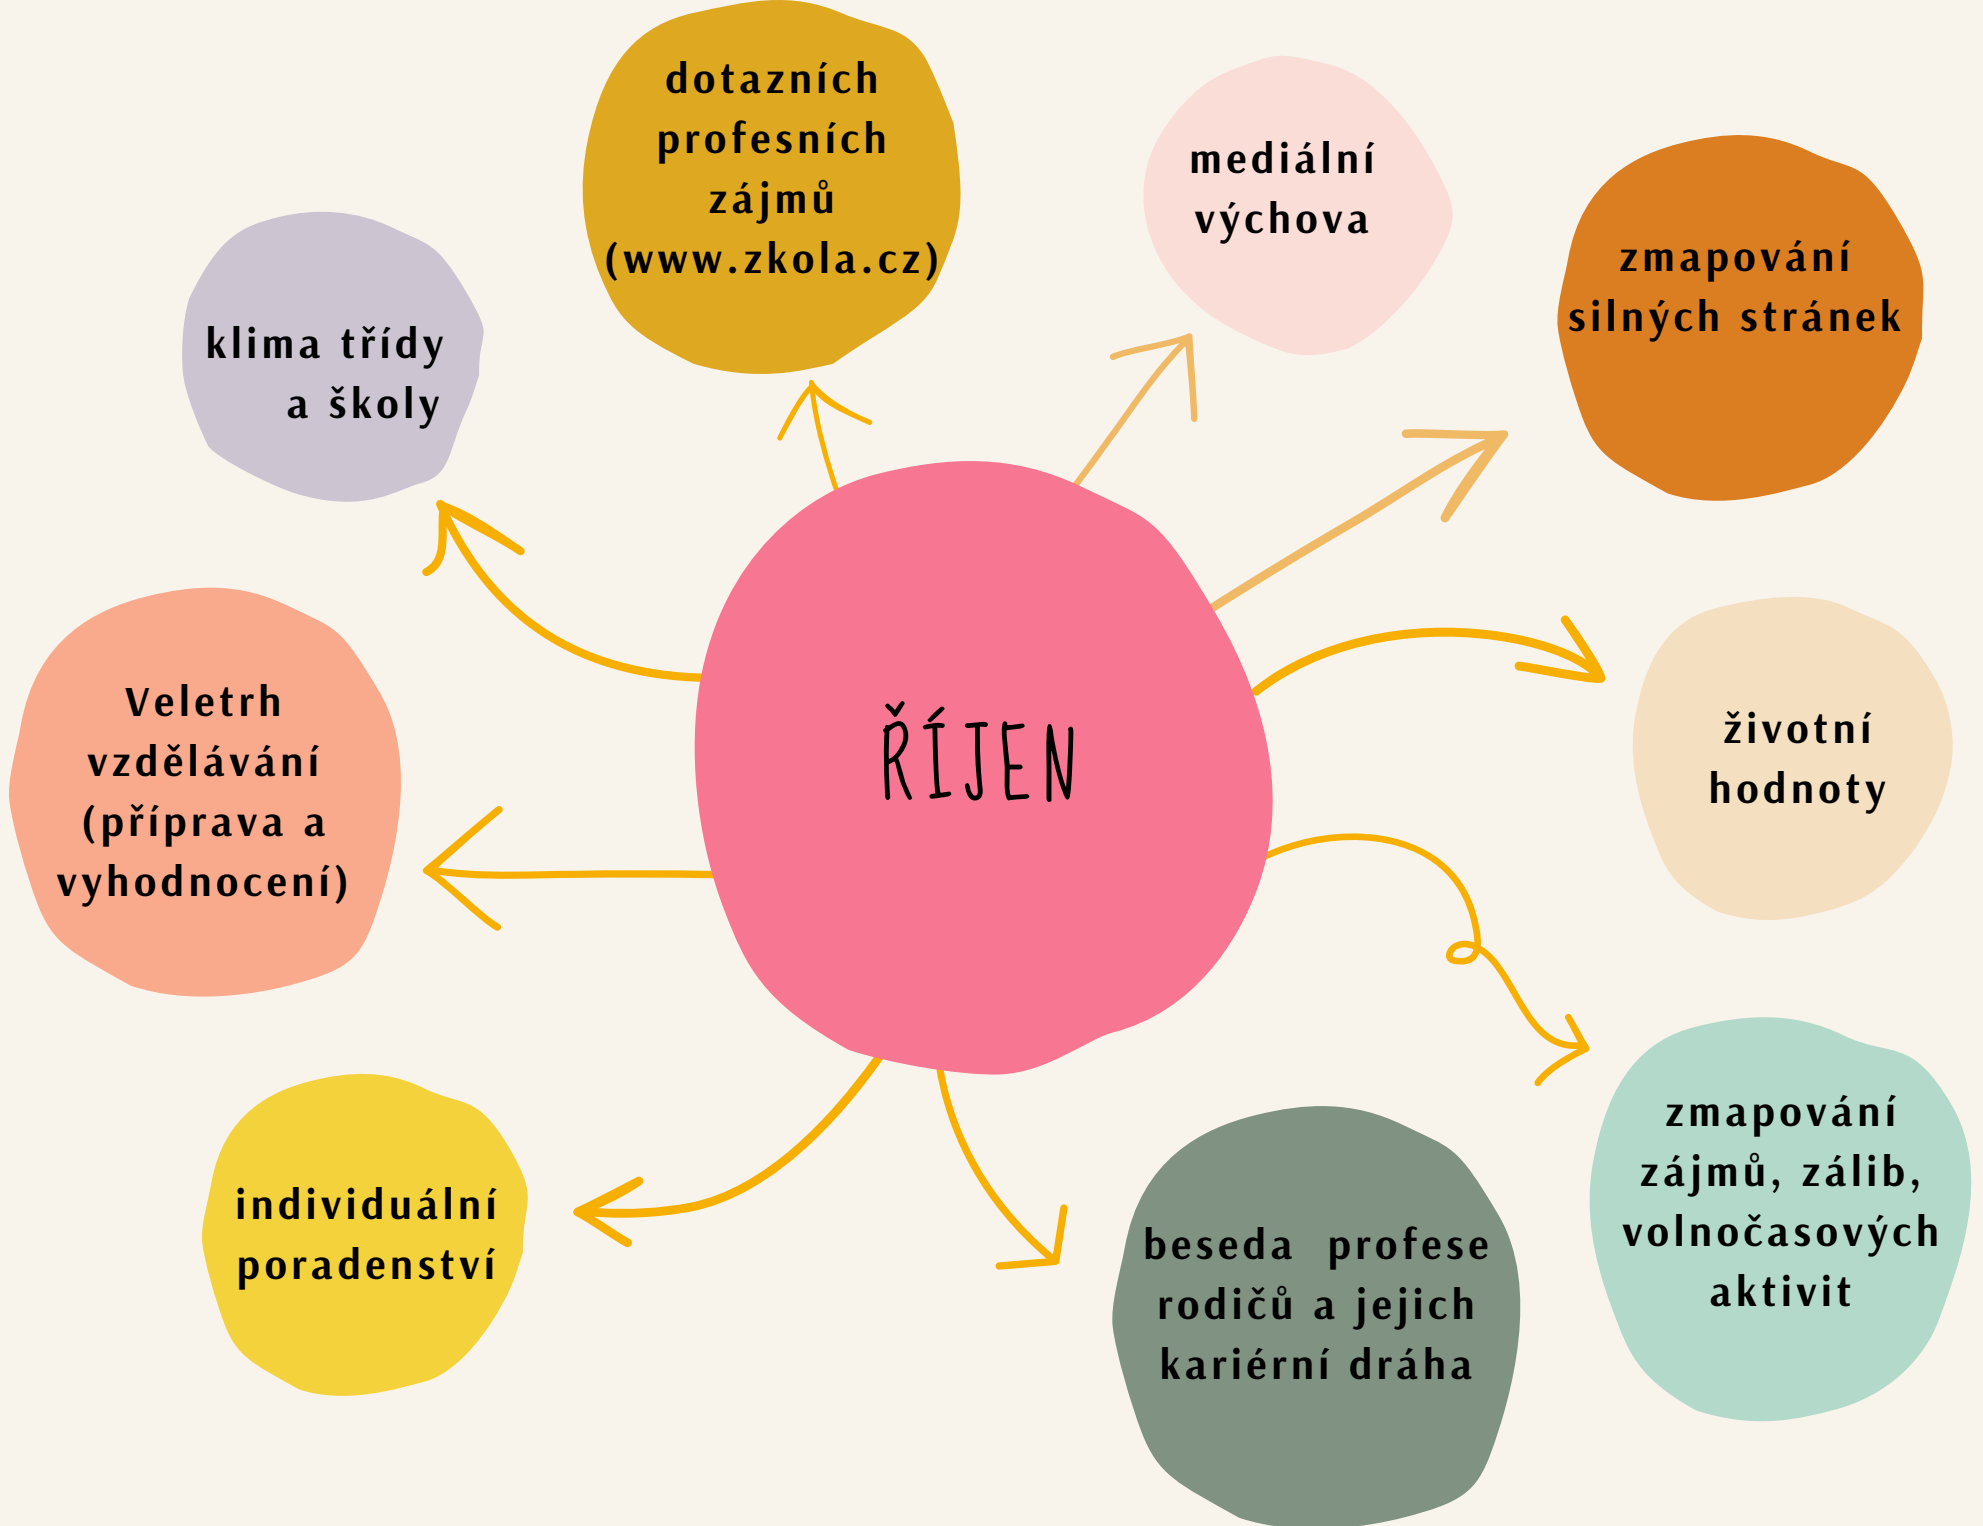 dotazních
profesních
zájmů
(www.zkola.cz)
mediální
výchova
zmapování
silných stránek
klima třídy
a školy
Veletrh
vzdělávání
(příprava a
vyhodnocení)
ŘÍJEN
životní
hodnoty
zmapování
zájmů, zálib,
volnočasových
aktivit
individuální
poradenství
beseda profese
rodičů a jejich
kariérní dráha